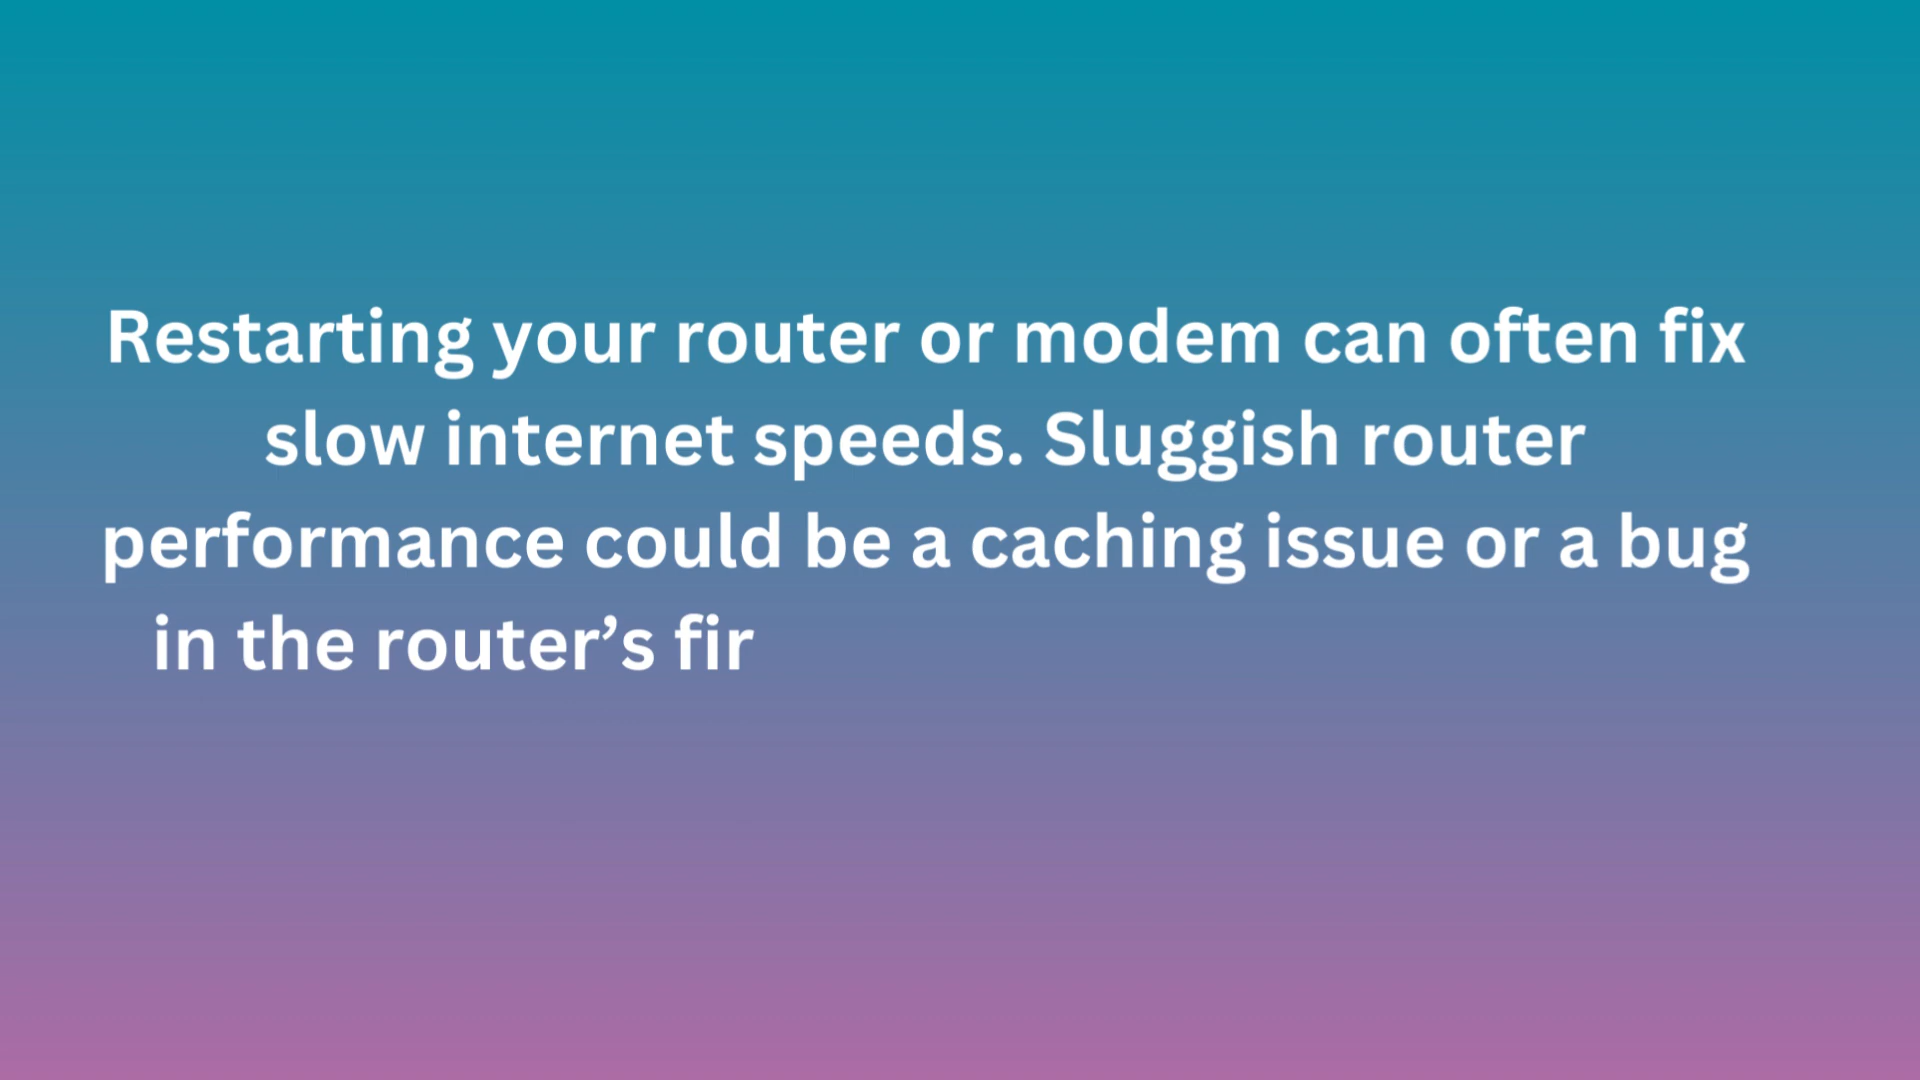 Restarting your router or modem can often fix
slow internet speeds. Sluggish router
performance could be a caching issue or a bug
in the router’s fir